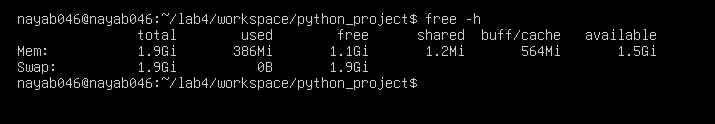 nayab046@nayab046:~/lab4/workspace/python_project$ free -h
               total        used        free      shared  buff/cache   available
Mem:           1.9Gi       386Mi       1.1Gi       1.2Mi       564Mi       1.5Gi
Swap:          1.9Gi          0B       1.9Gi
nayab046@nayab046:~/lab4/workspace/python_project$